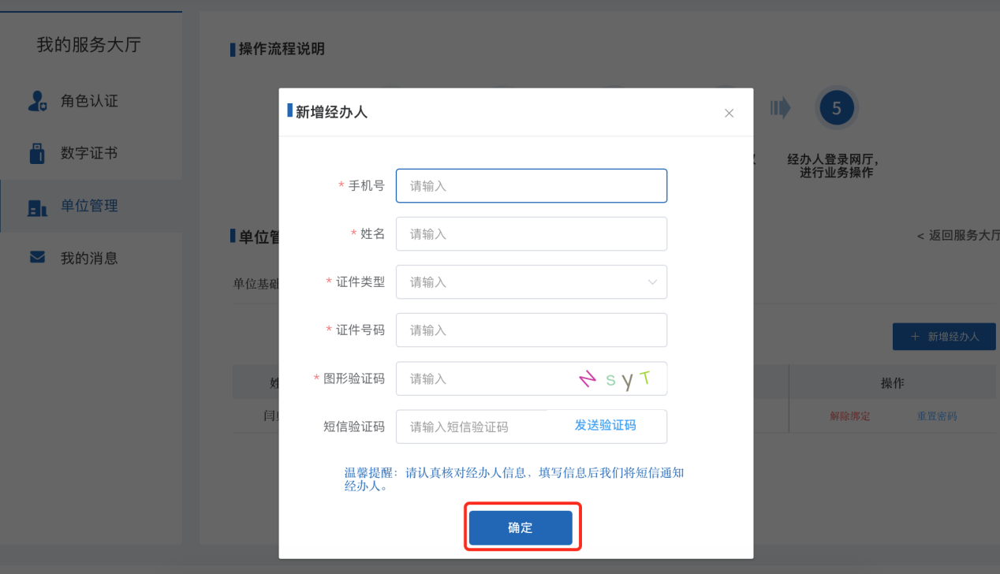 我的服务大厅
角色认证
数字证书
单位管理
我的消息
操作流程说明
5
经办人登录网厅，
进行业务操作
单位管
< 返回服务大厅
单位基础
+ 新增经办人
操作
解除绑定
重置密码
新增经办人
* 手机号
请输入
* 姓名
请输入
* 证件类型
请输入
* 证件号码
请输入
* 图形验证码
请输入
NsyT
短信验证码
请输入短信验证码
发送验证码
温馨提醒：请认真核对经办人信息，填写信息后我们将短信通知
经办人。
确定